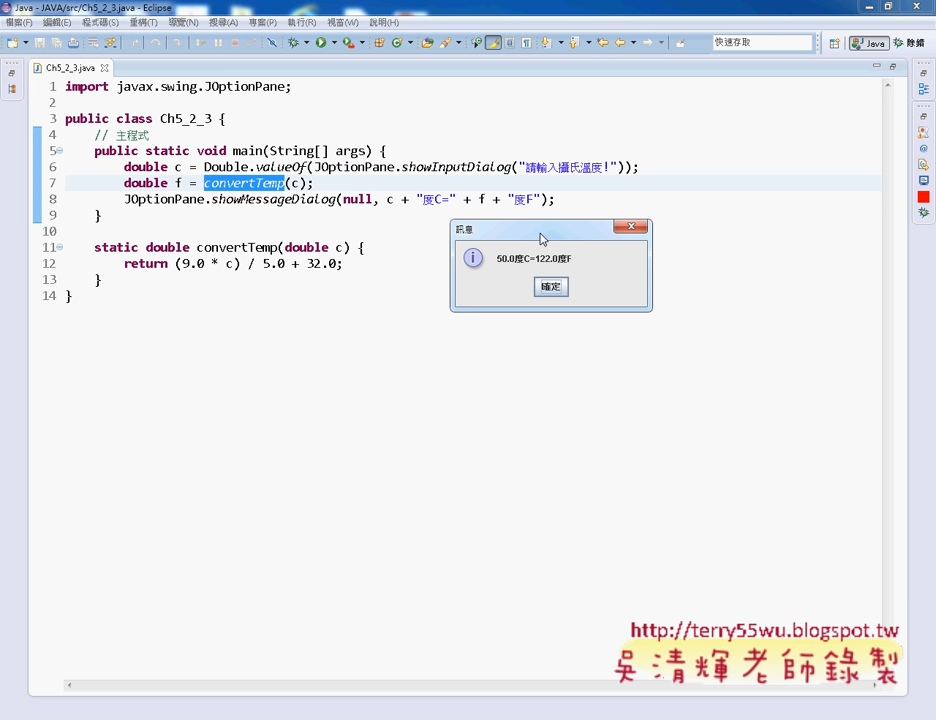 Java - JAVA/src/Ch5_2_3.java - Eclipse
檔案(F) 編輯(E) 程式碼(S) 重構(T) 導覽(N) 搜尋(A) 專案(P) 執行(R) 視窗(W) 說明(H)
快速存取
Java
除錯
Ch5_2_3.java
1 import javax.swing.JOptionPane;
2
3 public class Ch5_2_3 {
4 // 主程式
5 public static void main(String[] args) {
6 double c = Double.valueOf(JOptionPane.showInputDialog("請輸入攝氏溫度!"));
7 double f = convertTemp(c);
8 JOptionPane.showMessageDialog(null, c + "度C=" + f + "度F");
9 }
10
11 static double convertTemp(double c) {
12 return (9.0 * c) / 5.0 + 32.0;
13 }
14 }
訊息
50.0度C=122.0度F
確定
http://terry55wu.blogspot.tw
吳清輝老師錄製